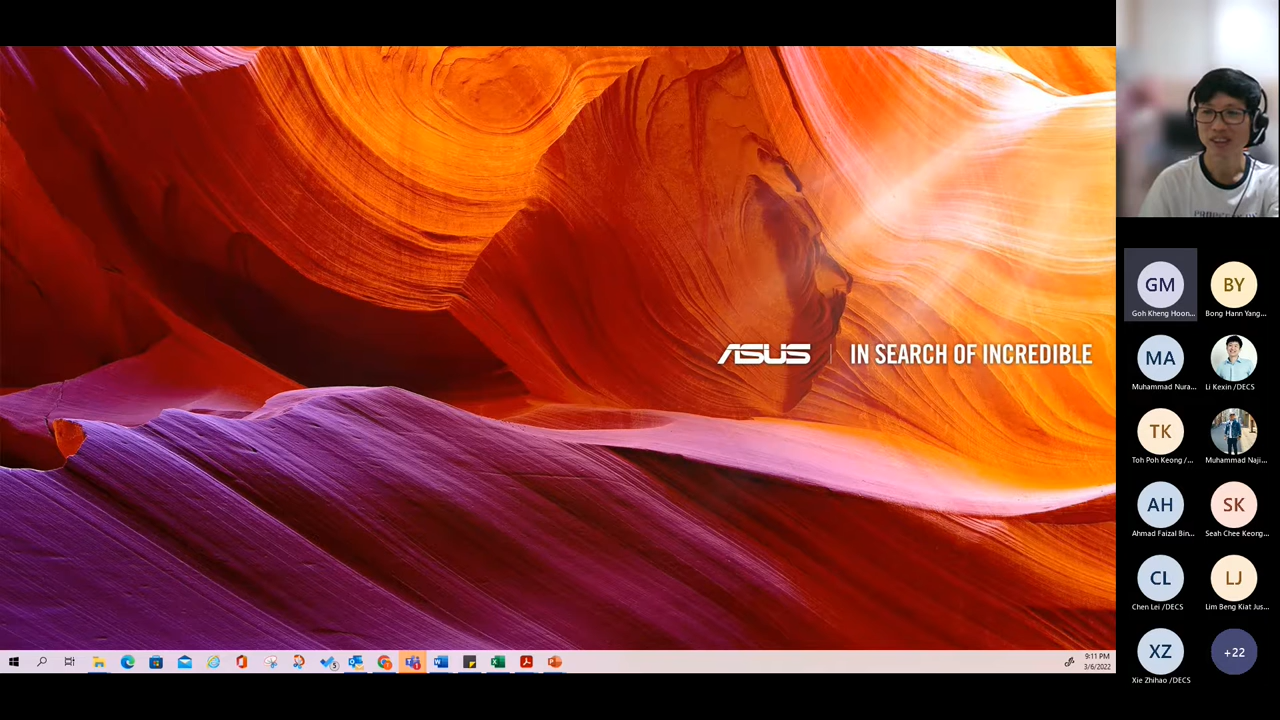 ASUS | IN SEARCH OF INCREDIBLE
GM
Goh Kheng Hoon...
BY
Bong Hann Yang...
MA
Muhammad Nura...
Li Kexin /DECS
TK
Toh Poh Keong /...
Muhammad Naji...
AH
Ahmad Faizal Bin...
SK
Seah Chee Keong...
CL
Chen Lei /DECS
LJ
Lim Beng Kiat Jus...
XZ
Xie Zhihao /DECS
+22
9:11 PM
3/6/2022